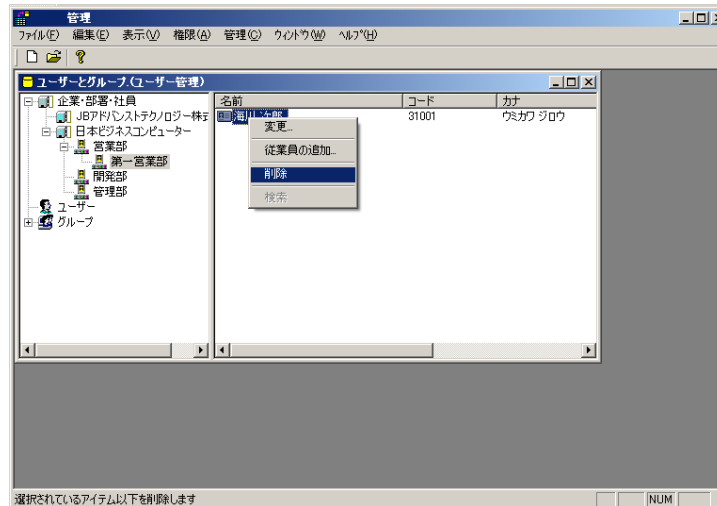 管理
ファイル(F) 編集(E) 表示(V) 権限(A) 管理(C) ウィンドウ(W) ヘルプ(H)
ユーザーとグループ.(ユーザー管理)
企業・部署・社員
JBアドバンストテクノロジー株式
日本ビジネスコンピューター
営業部
第一営業部
開発部
管理部
ユーザー
グループ
名前 コード カナ
海川 次郎 31001 ウミカワ ジロウ
変更...
従業員の追加...
削除
検索
選択されているアイテム以下を削除します NUM